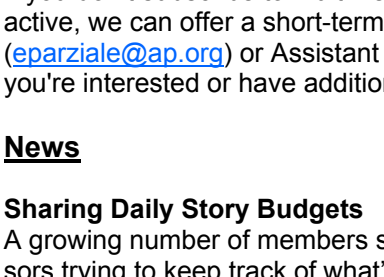 active, we can offer a short-term
(eparziale@ap.org) or Assistant
you're interested or have addition
News
Sharing Daily Story Budgets
A growing number of members s
sors trying to keep track of what'